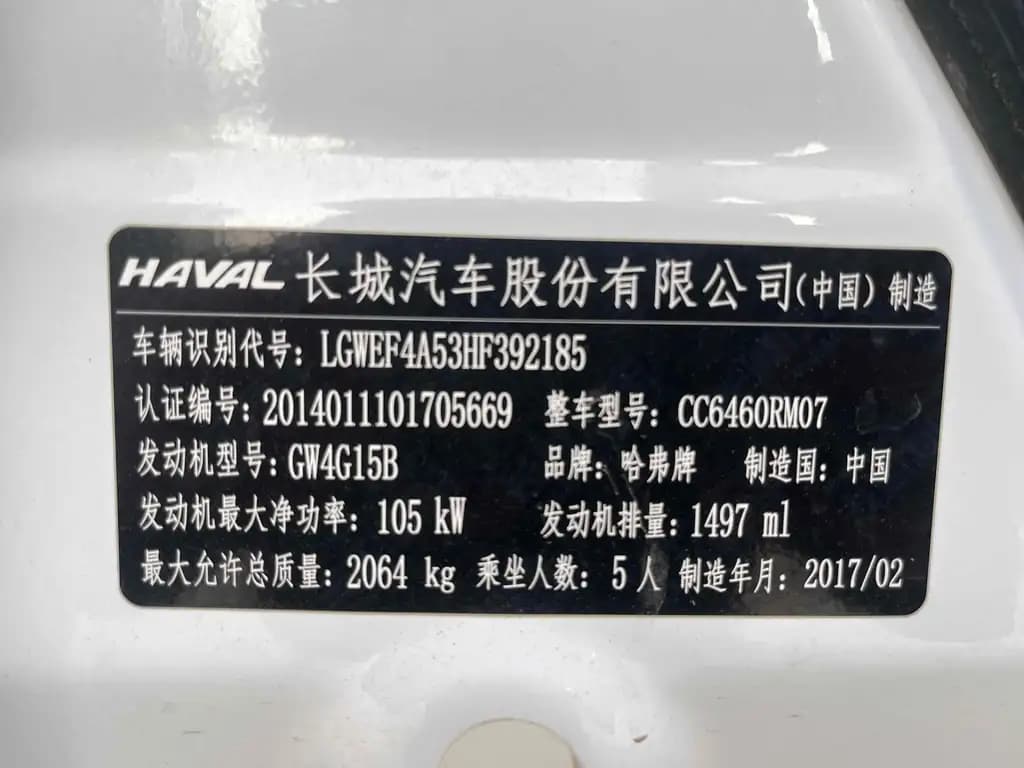 HAVAL 长城汽车股份有限公司(中国)制造
车辆识别代号: LGWEF4A53HF392185
认证编号: 2014011101705669 整车型号: CC6460RM07
发动机型号: GW4G15B 品牌: 哈弗牌 制造国: 中国
发动机最大净功率: 105 kW 发动机排量: 1497 ml
最大允许总质量: 2064 kg 乘坐人数: 5人 制造年月: 2017/02